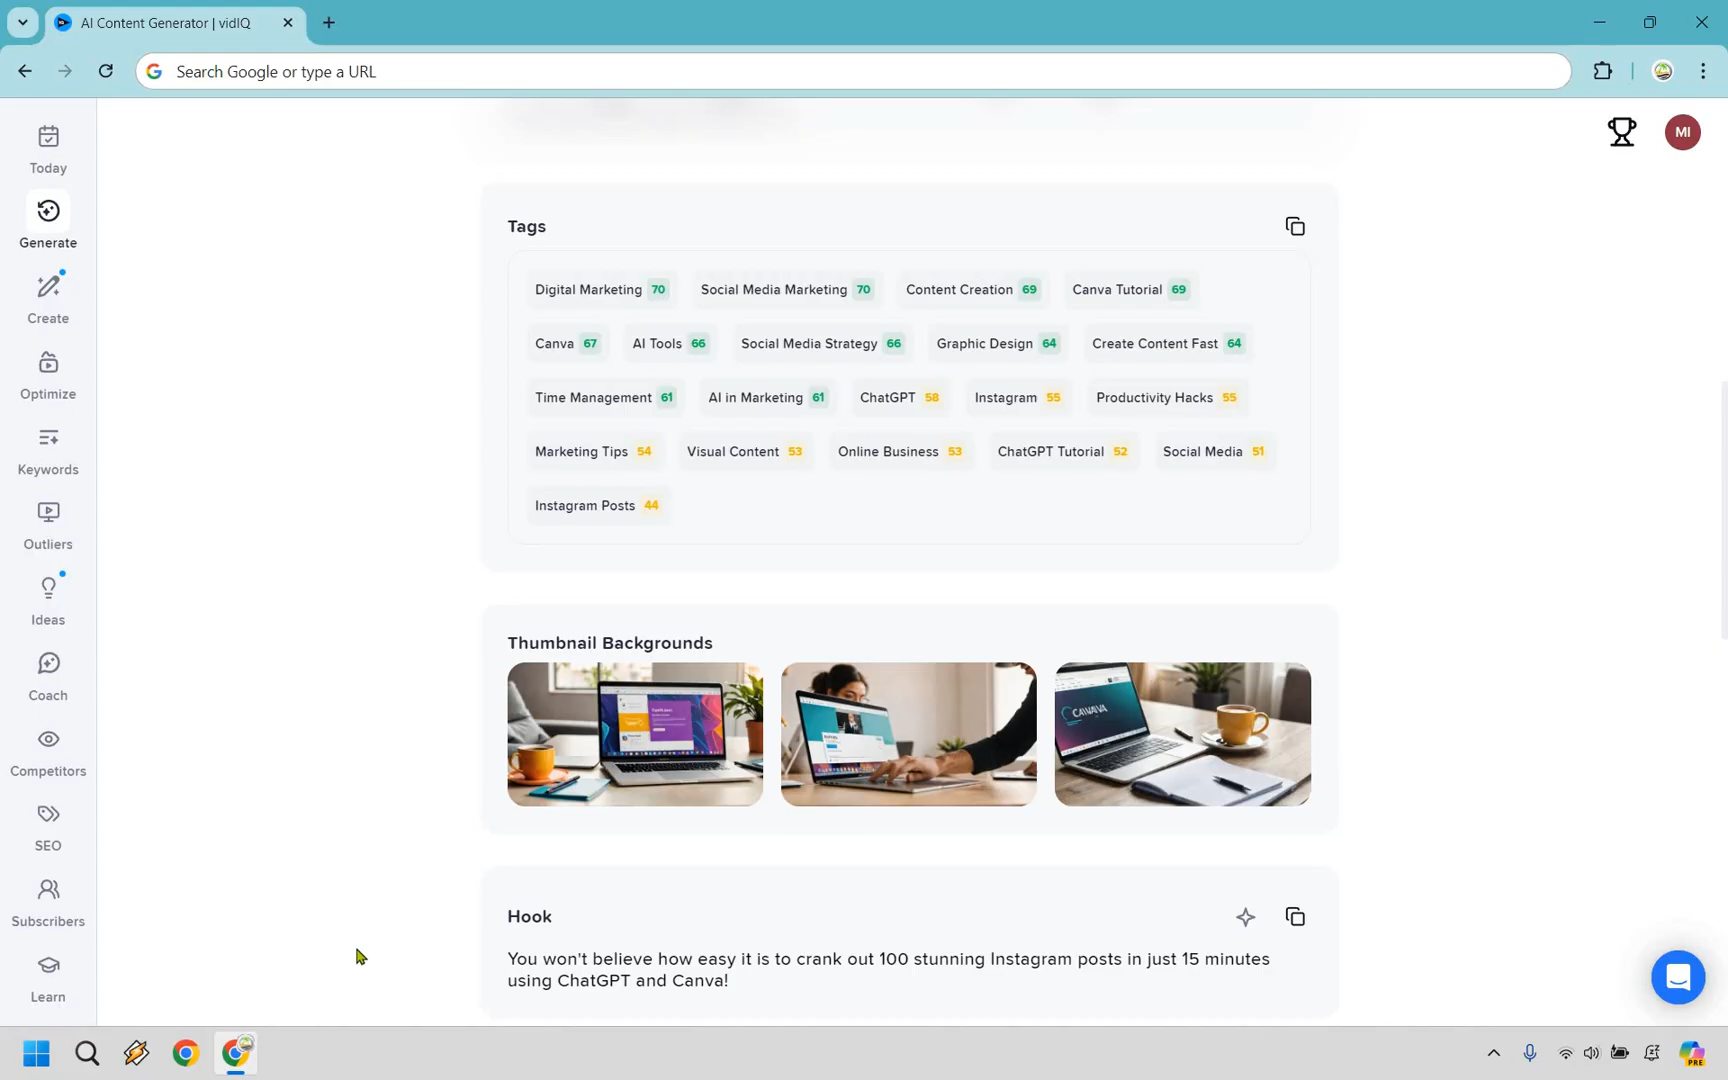 AI Content Generator | vidIQ
Search Google or type a URL
MI
Today
Generate
Create
Optimize
Keywords
Outliers
Ideas
Coach
Competitors
SEO
Subscribers
Learn
Tags
Digital Marketing 70 Social Media Marketing 70 Content Creation 69 Canva Tutorial 69
Canva 67 AI Tools 66 Social Media Strategy 66 Graphic Design 64 Create Content Fast 64
Time Management 61 AI in Marketing 61 ChatGPT 58 Instagram 55 Productivity Hacks 55
Marketing Tips 54 Visual Content 53 Online Business 53 ChatGPT Tutorial 52 Social Media 51
Instagram Posts 44
Thumbnail Backgrounds
Hook
You won't believe how easy it is to crank out 100 stunning Instagram posts in just 15 minutes
using ChatGPT and Canva!
PRE